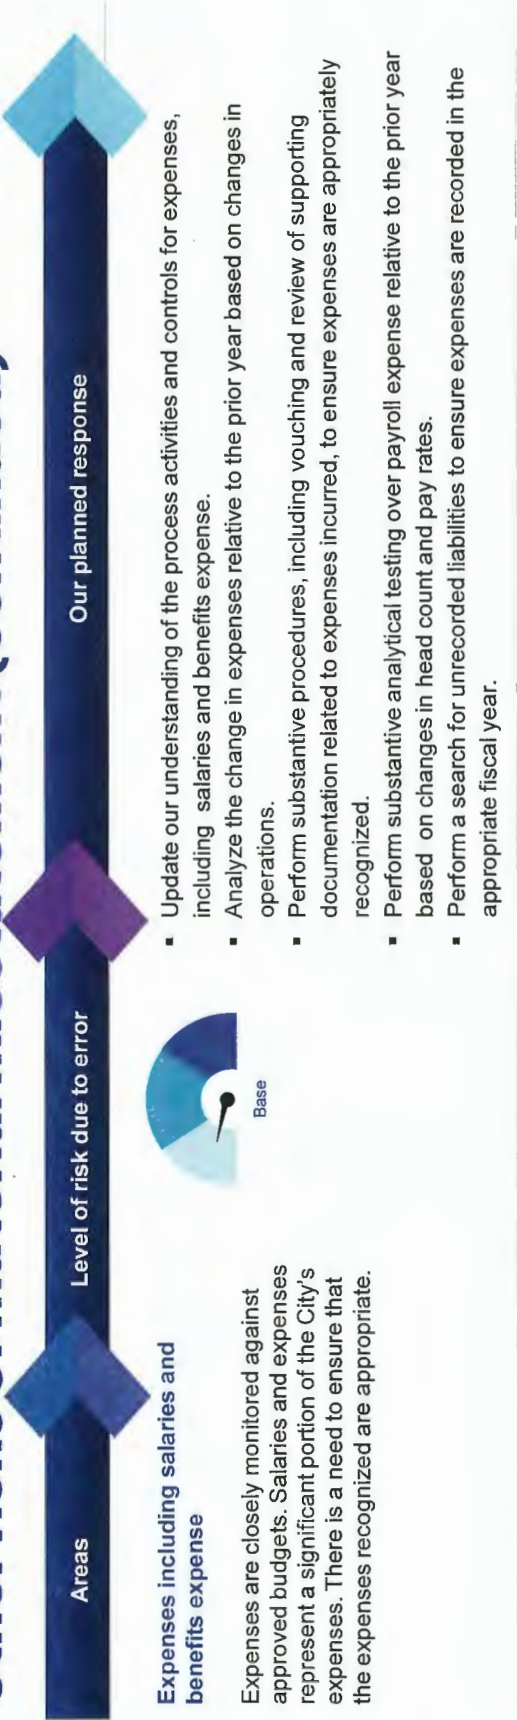 Areas
Level of risk due to error
Our planned response
Expenses including salaries and
benefits expense
Expenses are closely monitored against
approved budgets. Salaries and expenses
represent a significant portion of the City's
expenses. There is a need to ensure that
the expenses recognized are appropriate.
Base
▪ Update our understanding of the process activities and controls for expenses,
including salaries and benefits expense.
▪ Analyze the change in expenses relative to the prior year based on changes in
operations.
▪ Perform substantive procedures, including vouching and review of supporting
documentation related to expenses incurred, to ensure expenses are appropriately
recognized.
▪ Perform substantive analytical testing over payroll expense relative to the prior year
based on changes in head count and pay rates.
▪ Perform a search for unrecorded liabilities to ensure expenses are recorded in the
appropriate fiscal year.